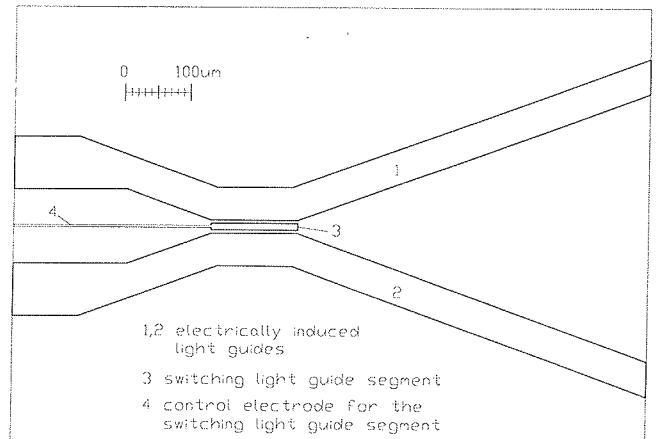 0 100um
1
4
3
2
1,2 electrically induced
light guides
3 switching light guide segment
4 control electrode for the
switching light guide segment